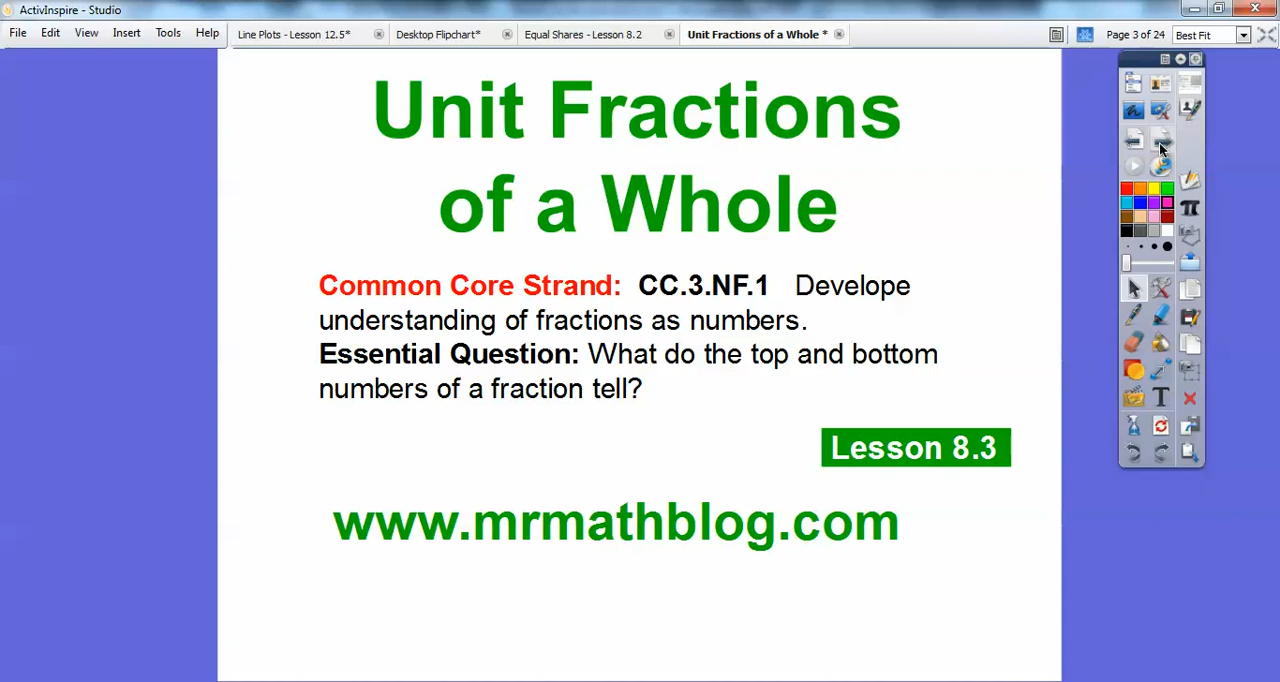 ActivInspire - Studio
File Edit View Insert Tools Help
Line Plots - Lesson 12.5* Desktop Flipchart* Equal Shares - Lesson 8.2 Unit Fractions of a Whole * Page 3 of 24 Best Fit
Unit Fractions
of a Whole
Common Core Strand: CC.3.NF.1 Develope
understanding of fractions as numbers.
Essential Question: What do the top and bottom
numbers of a fraction tell?
Lesson 8.3
www.mrmathblog.com